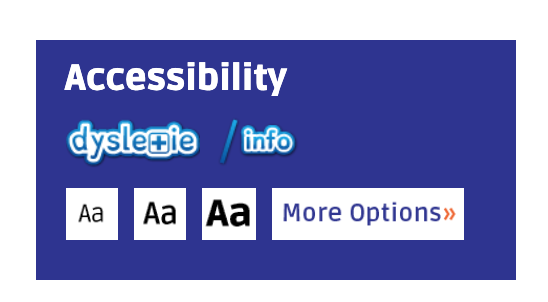 Accessibility
dyslexie / info
Aa Aa Aa More Options»